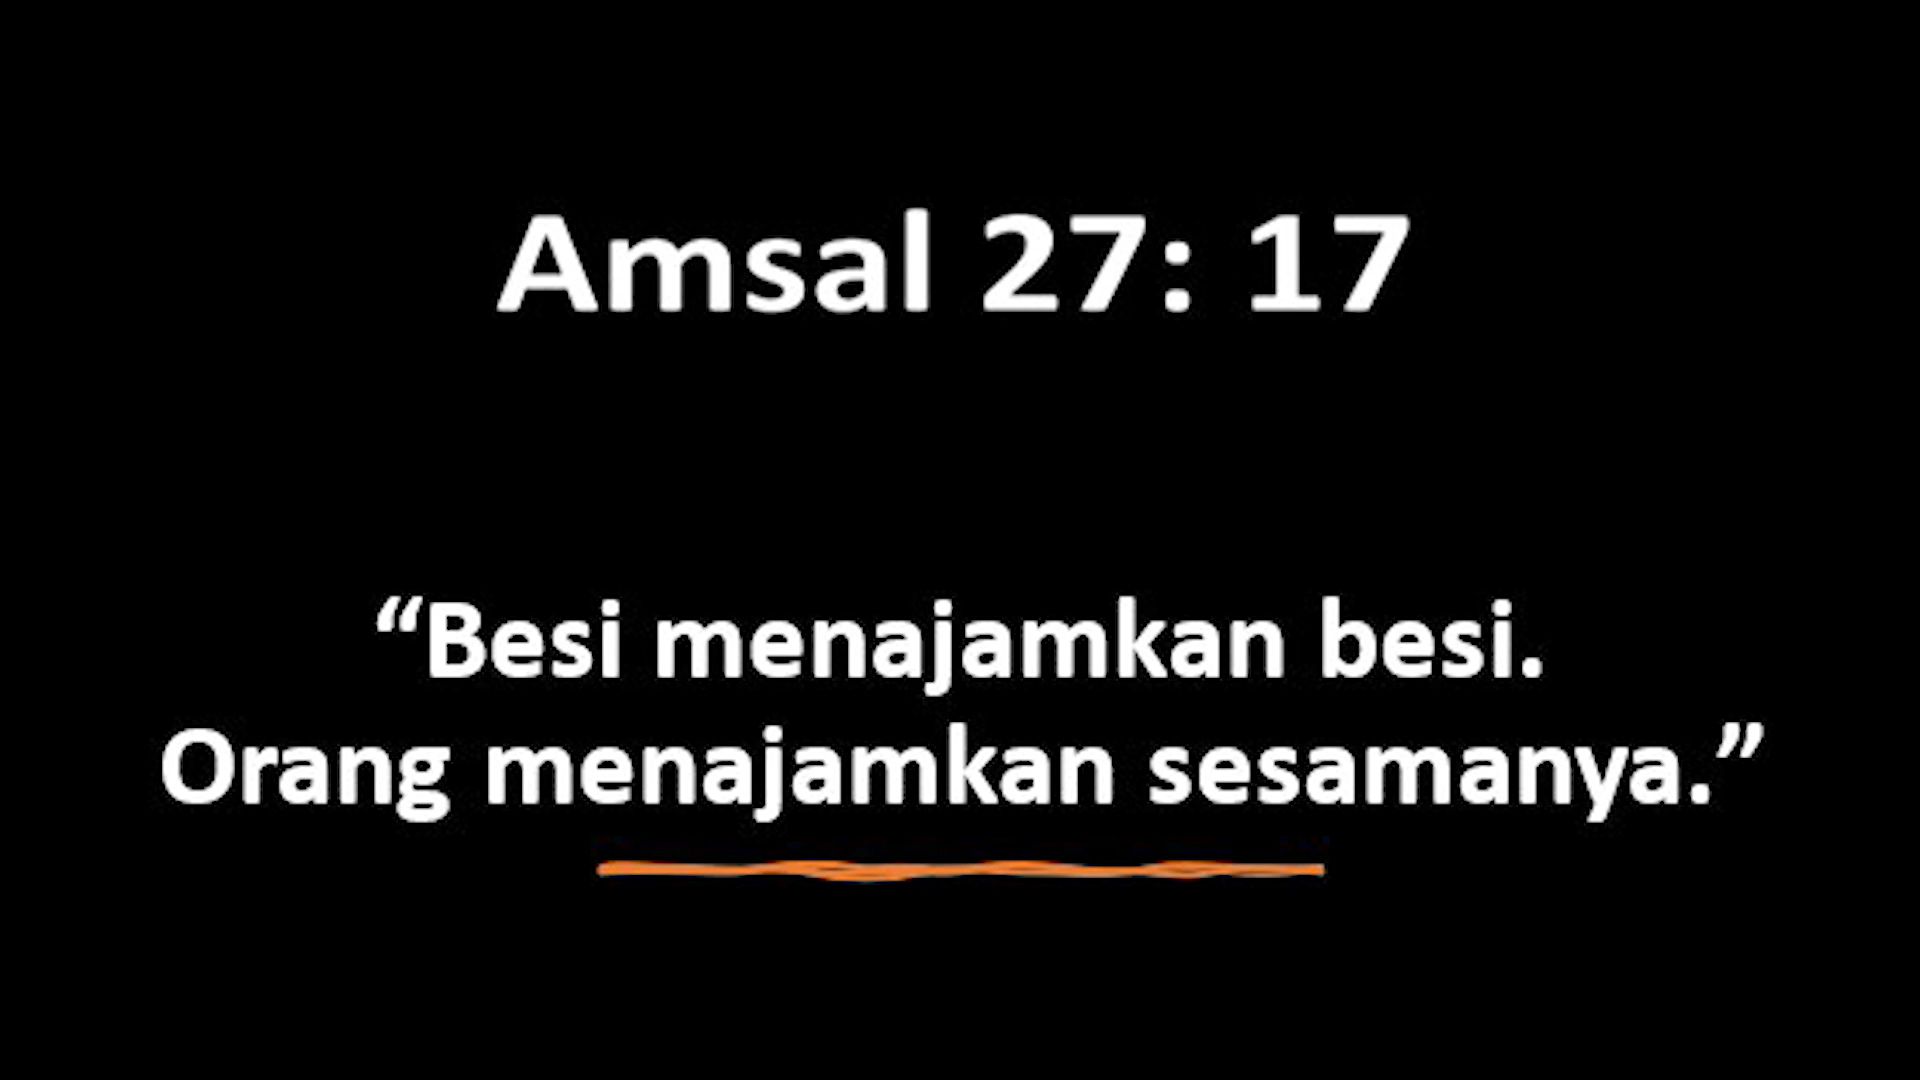 Amsal 27: 17
“Besi menajamkan besi.
Orang menajamkan sesamanya.”